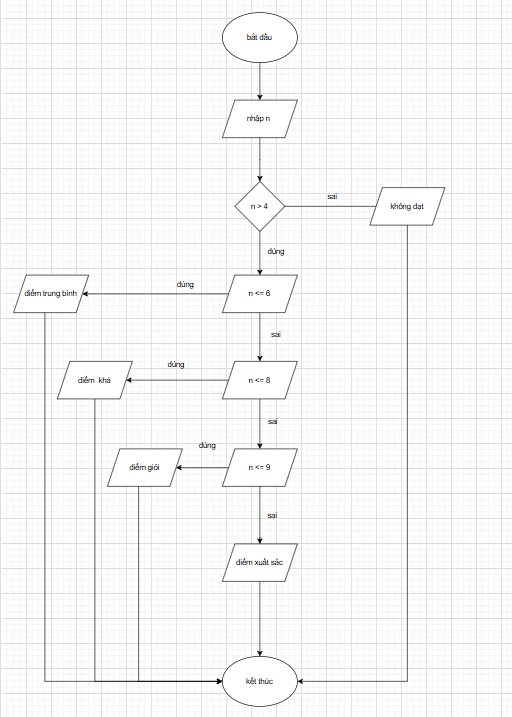 bắt đầu
nhập n
n > 4
sai
không đạt
đúng
điểm trung bình
đúng
n <= 6
sai
điểm khá
đúng
n <= 8
sai
điểm giỏi
đúng
n <= 9
sai
điểm xuất sắc
kết thúc